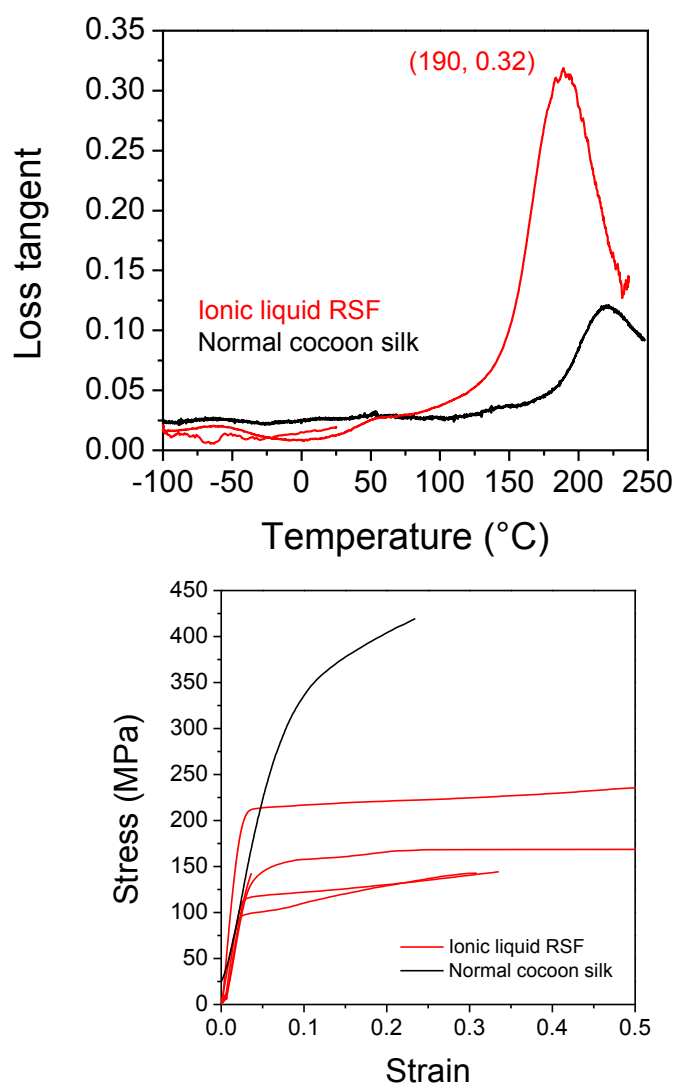 0.35
0.30
0.25
0.20
0.15
0.10
0.05
0.00
Loss tangent
(190, 0.32)
Ionic liquid RSF
Normal cocoon silk
-100 -50 0 50 100 150 200 250
Temperature (°C)
450
400
350
300
250
200
150
100
50
0
Stress (MPa)
Ionic liquid RSF
Normal cocoon silk
0.0 0.1 0.2 0.3 0.4 0.5
Strain